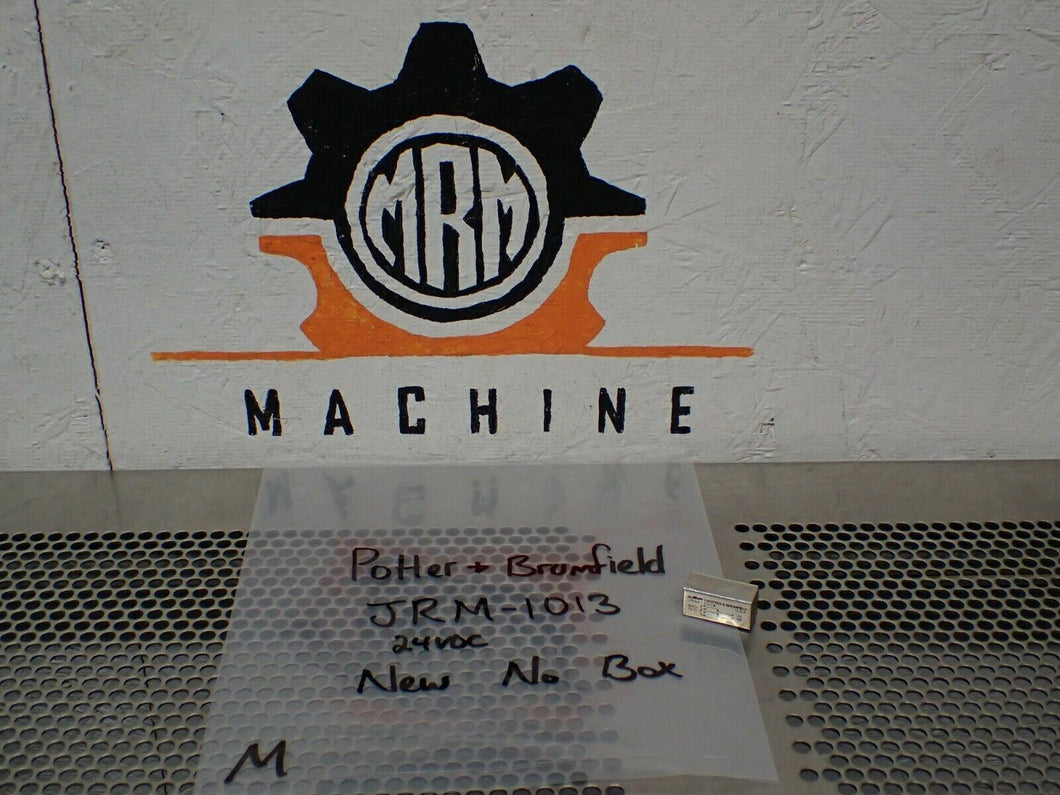 MRM
MACHINE
Potter + Brumfield
JRM-1013
24VDC
New No Box
M